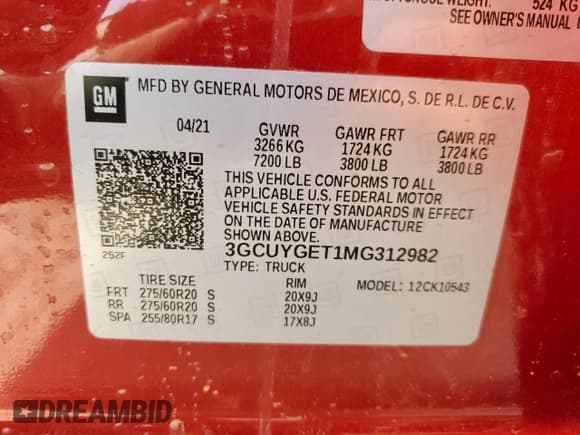 524 KG
SEE OWNER'S MANUAL
GM
MFD BY GENERAL MOTORS DE MEXICO, S. DE R.L. DE C.V.
04/21 GVWR GAWR FRT GAWR RR
3266 KG 1724 KG 1724 KG
7200 LB 3800 LB 3800 LB
THIS VEHICLE CONFORMS TO ALL
APPLICABLE U.S. FEDERAL MOTOR
VEHICLE SAFETY STANDARDS IN EFFECT
ON THE DATE OF MANUFACTURE
SHOWN ABOVE.
252F
3GCUYGET1MG312982
TYPE: TRUCK
TIRE SIZE RIM MODEL: 12CK10543
FRT 275/60R20 S 20X9J
RR 275/60R20 S 20X9J
SPA 255/80R17 S 17X8J
DREAMBID